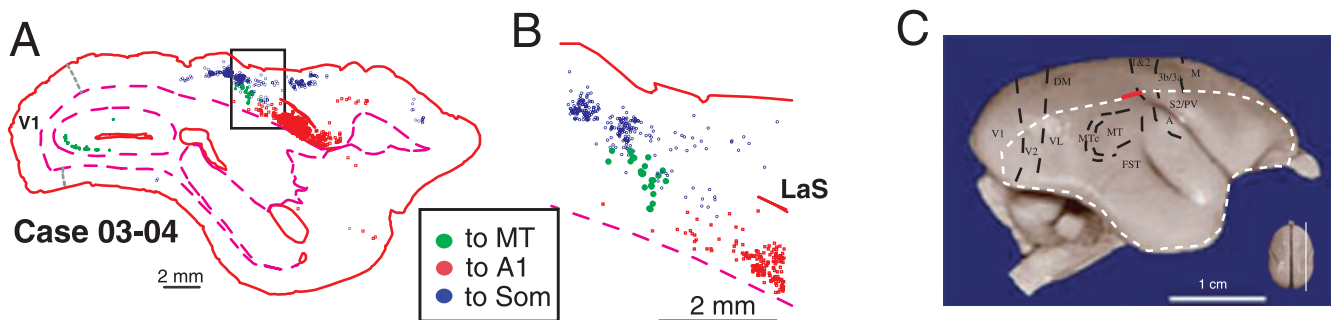 A
V1
Case 03-04
2 mm
to MT
to A1
to Som
B
LaS
2 mm
C
DM
1&2
3b/3a
M
S2/PV
A
V1
V2
VL
MTc
MT
FST
1 cm